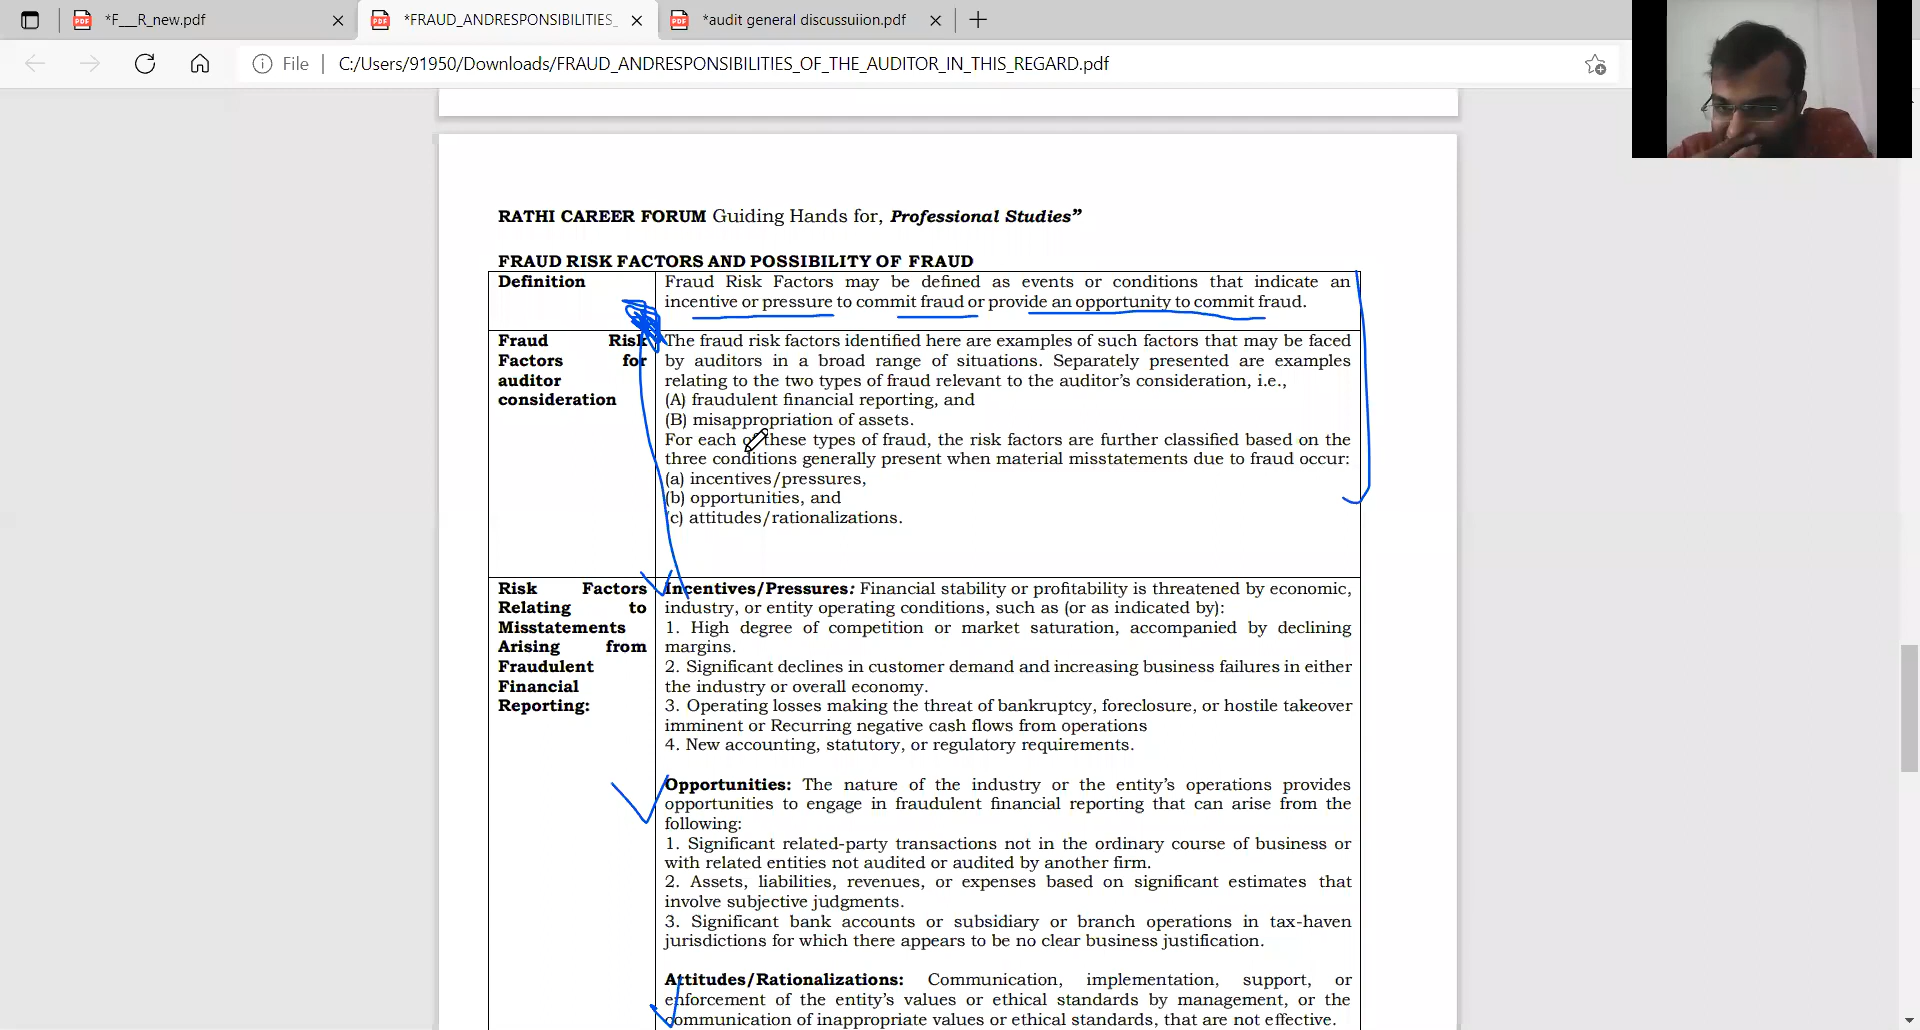 *F__R_new.pdf
*FRAUD_ANDRESPONSIBILITIES_
*audit general discussuiion.pdf
File
C:/Users/91950/Downloads/FRAUD_ANDRESPONSIBILITIES_OF_THE_AUDITOR_IN_THIS_REGARD.pdf
RATHI CAREER FORUM Guiding Hands for, Professional Studies”
FRAUD RISK FACTORS AND POSSIBILITY OF FRAUD
Definition
Fraud Risk Factors may be defined as events or conditions that indicate an
incentive or pressure to commit fraud or provide an opportunity to commit fraud.
Fraud Risk
Factors for
auditor
consideration
The fraud risk factors identified here are examples of such factors that may be faced
by auditors in a broad range of situations. Separately presented are examples
relating to the two types of fraud relevant to the auditor’s consideration, i.e.,
(A) fraudulent financial reporting, and
(B) misappropriation of assets.
For each of these types of fraud, the risk factors are further classified based on the
three conditions generally present when material misstatements due to fraud occur:
(a) incentives/pressures,
(b) opportunities, and
(c) attitudes/rationalizations.
Risk Factors
Relating to
Misstatements
Arising from
Fraudulent
Financial
Reporting:
Incentives/Pressures: Financial stability or profitability is threatened by economic,
industry, or entity operating conditions, such as (or as indicated by):
1. High degree of competition or market saturation, accompanied by declining
margins.
2. Significant declines in customer demand and increasing business failures in either
the industry or overall economy.
3. Operating losses making the threat of bankruptcy, foreclosure, or hostile takeover
imminent or Recurring negative cash flows from operations
4. New accounting, statutory, or regulatory requirements.
Opportunities: The nature of the industry or the entity’s operations provides
opportunities to engage in fraudulent financial reporting that can arise from the
following:
1. Significant related-party transactions not in the ordinary course of business or
with related entities not audited or audited by another firm.
2. Assets, liabilities, revenues, or expenses based on significant estimates that
involve subjective judgments.
3. Significant bank accounts or subsidiary or branch operations in tax-haven
jurisdictions for which there appears to be no clear business justification.
Attitudes/Rationalizations: Communication, implementation, support, or
enforcement of the entity’s values or ethical standards by management, or the
communication of inappropriate values or ethical standards, that are not effective.